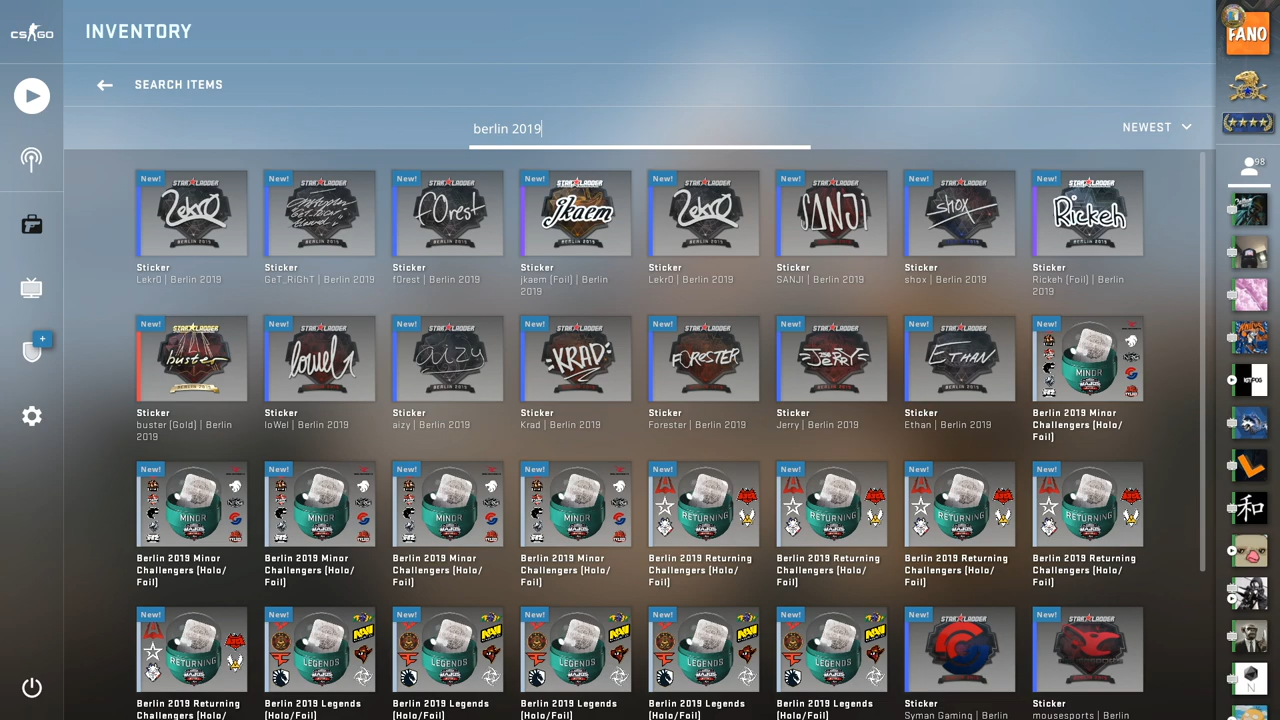 CS GO
INVENTORY
SEARCH ITEMS
berlin 2019
NEWEST
FANO
98
New! New! New! New! New! New! New! New!
Sticker
LekrO | Berlin 2019
Sticker
GeT_RiGhT | Berlin 2019
Sticker
f0rest | Berlin 2019
Sticker
jkaem (Foil) | Berlin
2019
Sticker
LekrO | Berlin 2019
Sticker
SANJI | Berlin 2019
Sticker
shox | Berlin 2019
Sticker
Rickeh (Foil) | Berlin
2019
New! New! New! New! New! New! New! New!
Sticker
buster (Gold) | Berlin
2019
Sticker
loWel | Berlin 2019
Sticker
aizy | Berlin 2019
Sticker
Krad | Berlin 2019
Sticker
Forester | Berlin 2019
Sticker
Jerry | Berlin 2019
Sticker
Ethan | Berlin 2019
Berlin 2019 Minor
Challengers (Holo/
Foil)
New! New! New! New! New! New! New! New!
Berlin 2019 Minor
Challengers (Holo/
Foil)
Berlin 2019 Minor
Challengers (Holo/
Foil)
Berlin 2019 Minor
Challengers (Holo/
Foil)
Berlin 2019 Minor
Challengers (Holo/
Foil)
Berlin 2019 Returning
Challengers (Holo/
Foil)
Berlin 2019 Returning
Challengers (Holo/
Foil)
Berlin 2019 Returning
Challengers (Holo/
Foil)
Berlin 2019 Returning
Challengers (Holo/
Foil)
New! New! New! New! New! New! New! New!
Berlin 2019 Returning
Challengers (Holo/
Berlin 2019 Legends
(Holo/Foil)
Berlin 2019 Legends
(Holo/Foil)
Berlin 2019 Legends
(Holo/Foil)
Berlin 2019 Legends
(Holo/Foil)
Berlin 2019 Legends
(Holo/Foil)
Sticker
Syman Gaming | Berlin
Sticker
mousesports | Berlin